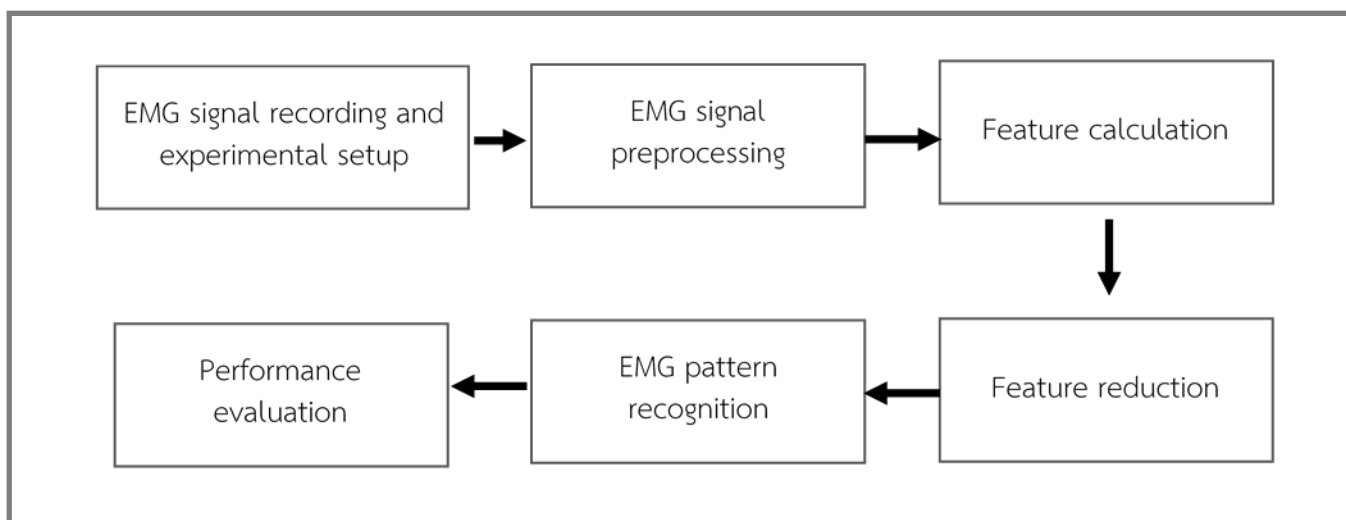 EMG signal recording and
experimental setup
EMG signal
preprocessing
Feature calculation
Feature reduction
EMG pattern
recognition
Performance
evaluation